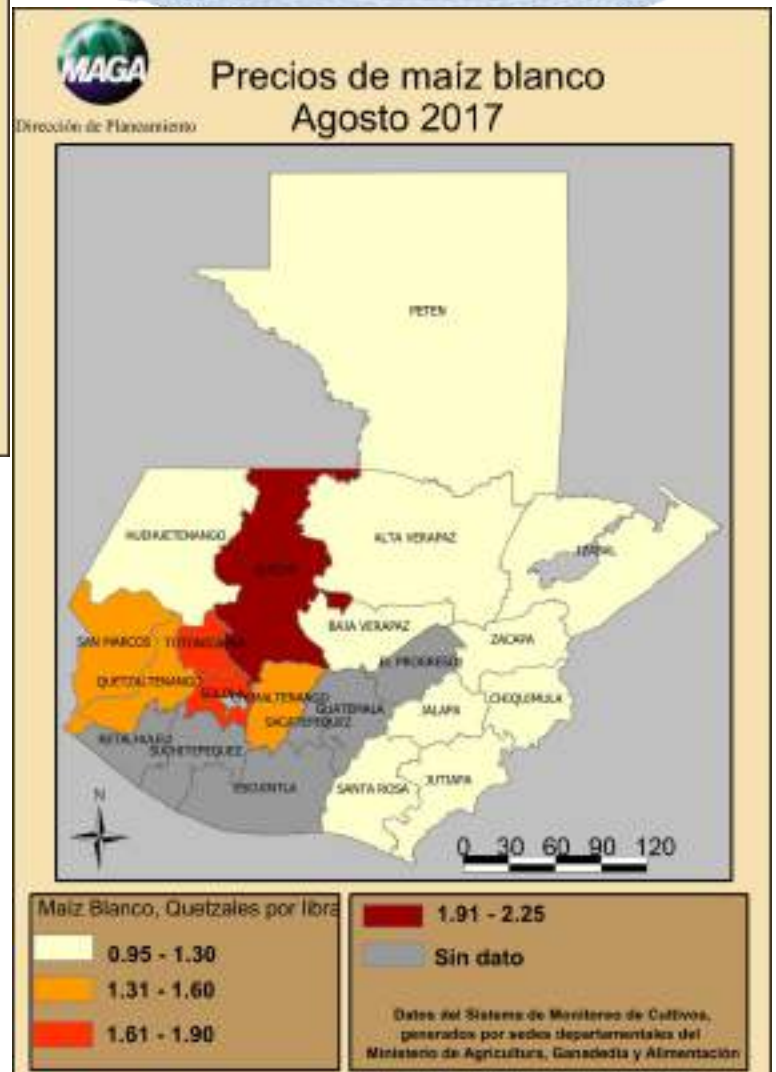 MAGA
Dirección de Planeamiento
Precios de maíz blanco
Agosto 2017
PETEN
HUEHUETENANGO
ALTA VERAPAZ
IZABAL
SAN MARCOS
BAJA VERAPAZ
ZACAPA
EL PROGRESO
QUETZALTENANGO
GUATEMALA
CHIQUIMULA
JALAPA
SACATEPEQUEZ
RETALHULEU
SUCHITEPEQUEZ
ESCUINTLA
SANTA ROSA
JUTIAPA
N
0 30 60 90 120
Maíz Blanco, Quetzales por libra
0.95 - 1.30
1.31 - 1.60
1.61 - 1.90
1.91 - 2.25
Sin dato
Datos del Sistema de Monitoreo de Cultivos,
generados por sedes departamentales del
Ministerio de Agricultura, Ganadedia y Alimentación